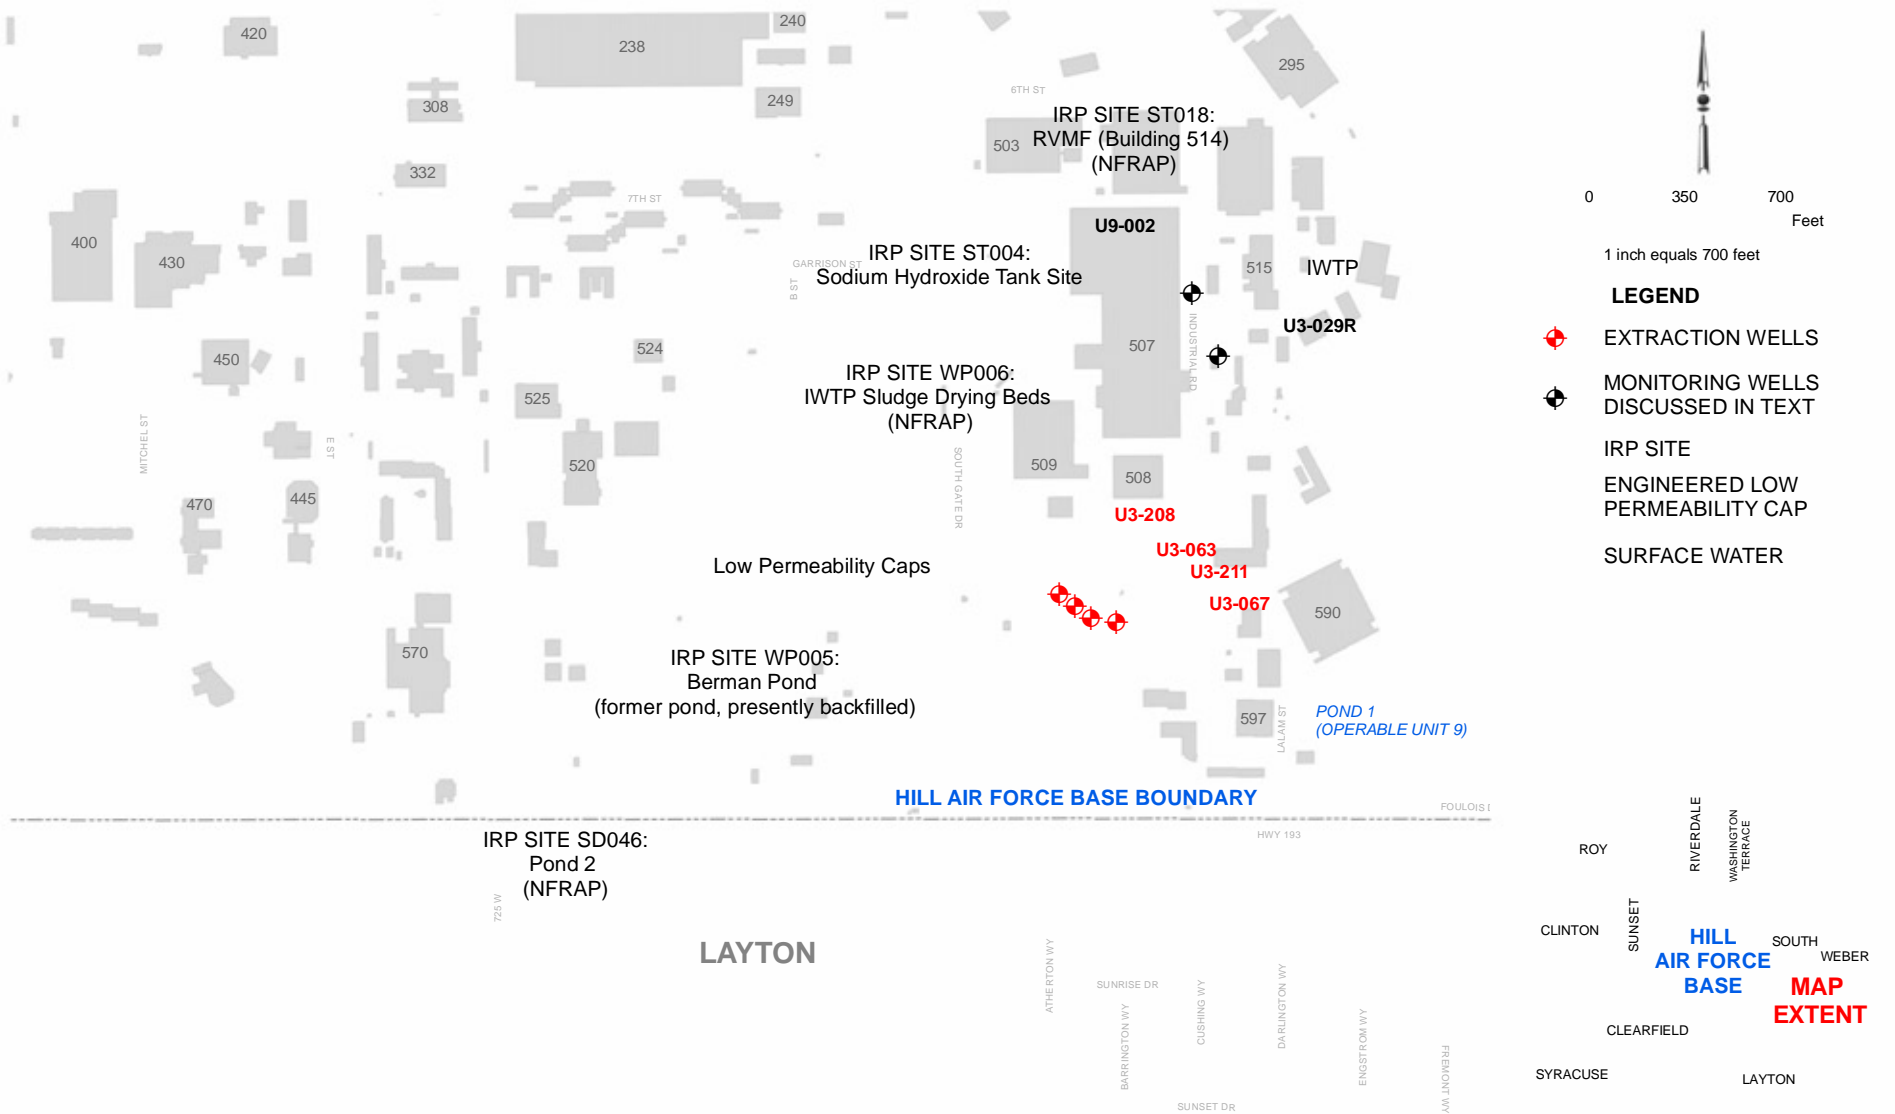 420
238
240
295
308
249
6TH ST
IRP SITE ST018:
RVMF (Building 514)
(NFRAP)
503
332
7TH ST
400
430
U9-002
IRP SITE ST004:
Sodium Hydroxide Tank Site
GARRISON ST
B ST
515
IWTP
U3-029R
INDUSTRIAL RD
507
450
524
525
IRP SITE WP006:
IWTP Sludge Drying Beds
(NFRAP)
MITCHEL ST
E ST
520
SOUTH GATE DR
509
508
470
445
U3-208
U3-063
U3-211
U3-067
Low Permeability Caps
590
570
IRP SITE WP005:
Berman Pond
(former pond, presently backfilled)
597
LALAM ST
POND 1
(OPERABLE UNIT 9)
HILL AIR FORCE BASE BOUNDARY
HWY 193
IRP SITE SD046:
Pond 2
(NFRAP)
725 W
LAYTON
ATHERTON WY
SUNRISE DR
BARRINGTON WY
CUSHING WY
DARLINGTON WY
ENGSTROM WY
FREMONT WY
SUNSET DR
0 350 700
Feet
1 inch equals 700 feet
LEGEND
EXTRACTION WELLS
MONITORING WELLS
DISCUSSED IN TEXT
IRP SITE
ENGINEERED LOW
PERMEABILITY CAP
SURFACE WATER
ROY
RIVERDALE
WASHINGTON
TERRACE
CLINTON
SUNSET
HILL
AIR FORCE
BASE
SOUTH
WEBER
MAP
EXTENT
CLEARFIELD
SYRACUSE
LAYTON